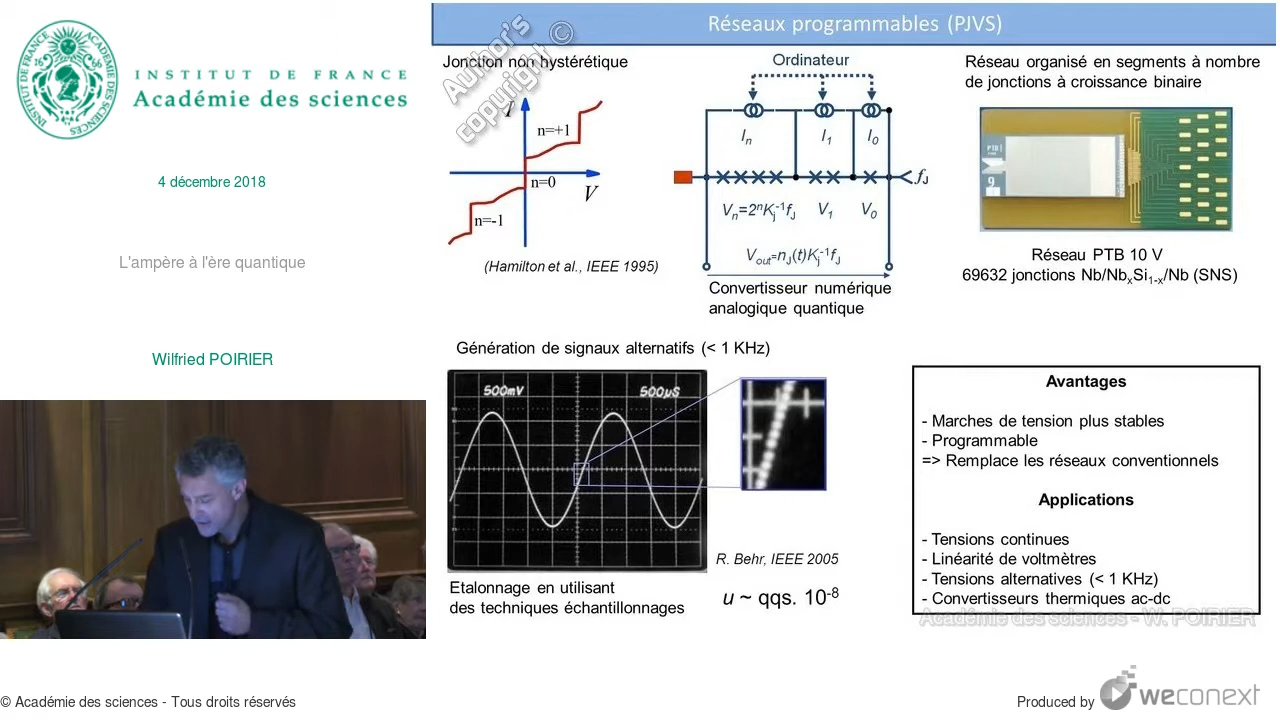 INSTITUT DE FRANCE
Académie des sciences
4 décembre 2018
L'ampère à l'ère quantique
Wilfried POIRIER
Réseaux programmables (PJVS)
Author's
copyright ©
Jonction non hystérétique
I
n=+1
n=0
V
n=-1
(Hamilton et al., IEEE 1995)
Ordinateur
Iₙ I₁ I₀
fJ
Vₙ=2ⁿKⱼ⁻¹fJ V₁ V₀
Vout=nJ(t)Kⱼ⁻¹fJ
Convertisseur numérique
analogique quantique
Réseau organisé en segments à nombre
de jonctions à croissance binaire
PTB
9
Réseau PTB 10 V
69632 jonctions Nb/NbₓSi₁₋ₓ/Nb (SNS)
Génération de signaux alternatifs (< 1 KHz)
500mV 500µS
R. Behr, IEEE 2005
Etalonnage en utilisant
des techniques échantillonnages
u ~ qqs. 10⁻⁸
Avantages
- Marches de tension plus stables
- Programmable
=> Remplace les réseaux conventionnels
Applications
- Tensions continues
- Linéarité de voltmètres
- Tensions alternatives (< 1 KHz)
- Convertisseurs thermiques ac-dc
Académie des sciences - W. POIRIER
© Académie des sciences - Tous droits réservés
Produced by weconext